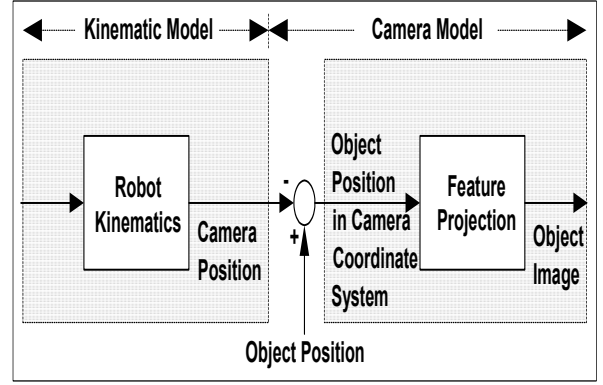 Kinematic Model
Camera Model
Robot
Kinematics
Camera
Position
-
+
Object
Position
in Camera
Coordinate
System
Feature
Projection
Object
Image
Object Position